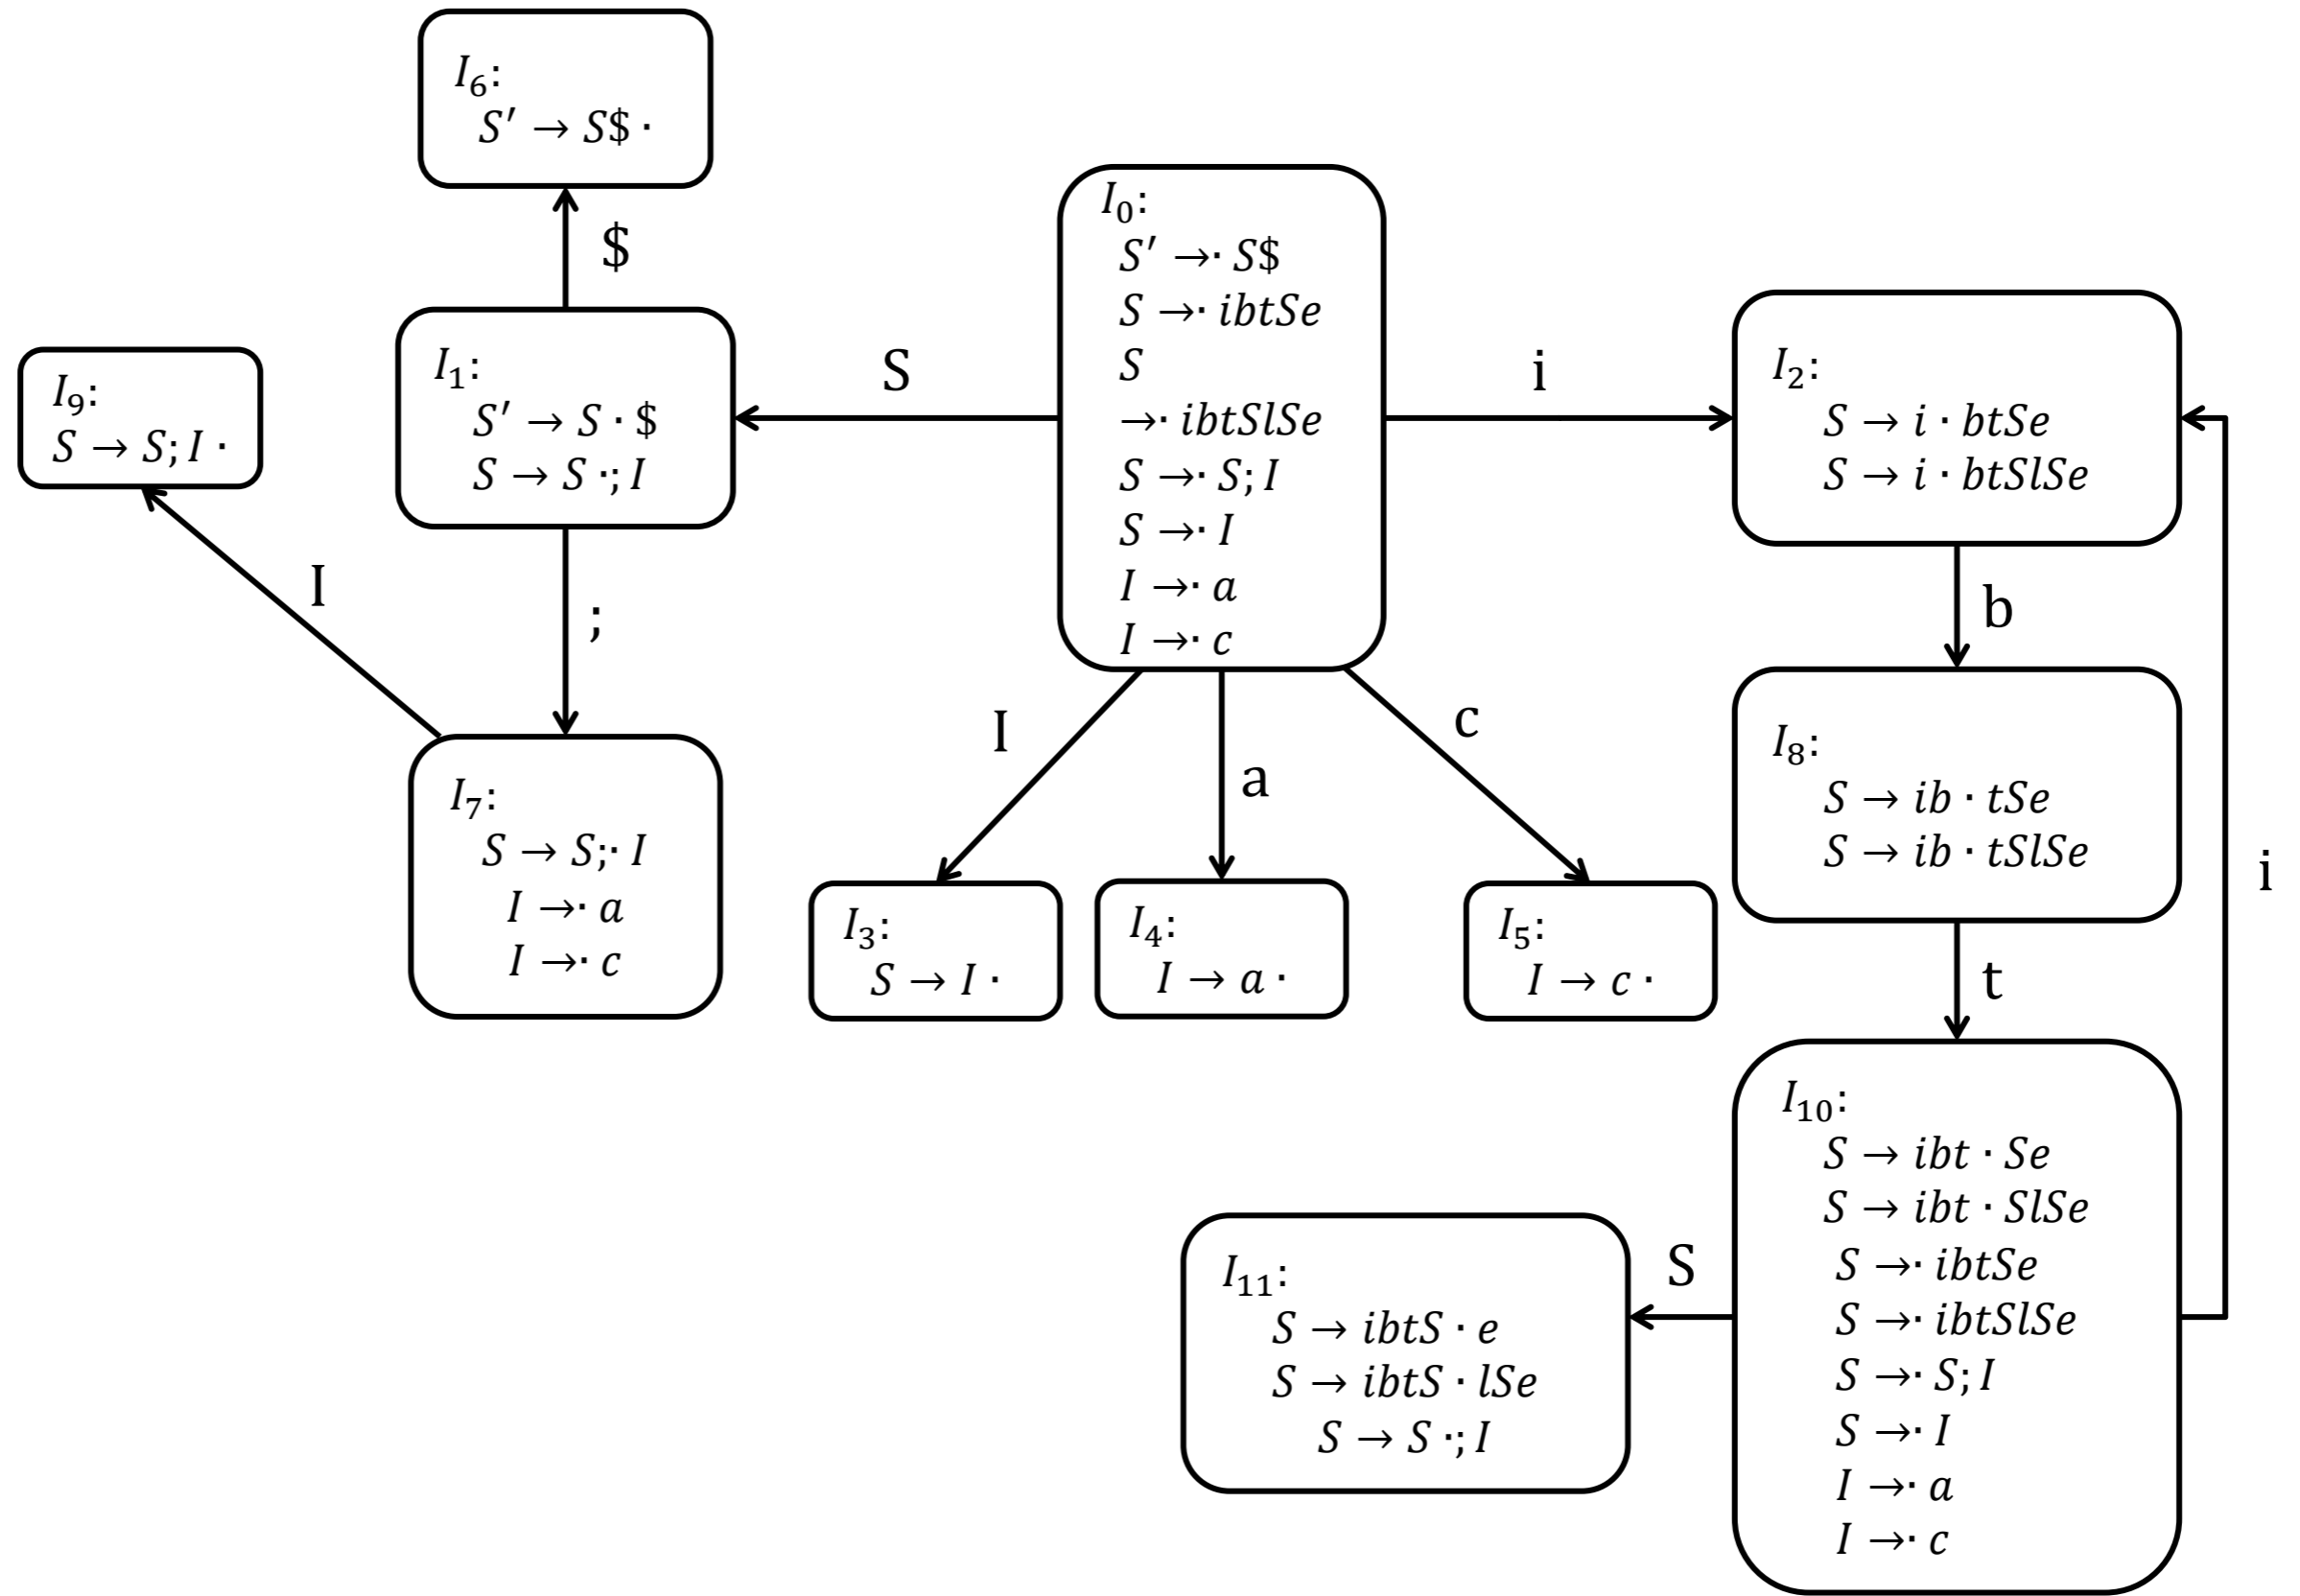 I₆:
S′ → S$ ·
$
I₁:
S′ → S · $
S → S ·; I
S
I₉:
S → S; I ·
I
;
I₇:
S → S;· I
I →· a
I →· c
I₀:
S′ →· S$
S →· ibtSe
S
→· ibtSlSe
S →· S; I
S →· I
I →· a
I →· c
I
a
c
I₃:
S → I ·
I₄:
I → a ·
I₅:
I → c ·
i
I₂:
S → i · btSe
S → i · btSlSe
b
I₈:
S → ib · tSe
S → ib · tSlSe
i
t
I₁₀:
S → ibt · Se
S → ibt · SlSe
S →· ibtSe
S →· ibtSlSe
S →· S; I
S →· I
I →· a
I →· c
S
I₁₁:
S → ibtS · e
S → ibtS · lSe
S → S ·; I